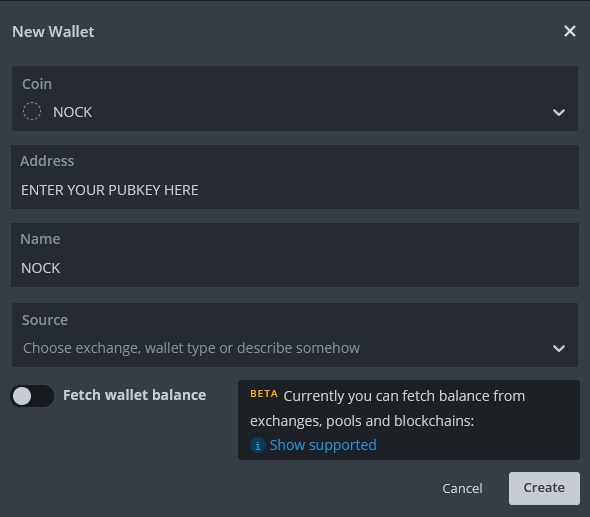 New Wallet
Coin
NOCK
Address
ENTER YOUR PUBKEY HERE
Name
NOCK
Source
Choose exchange, wallet type or describe somehow
Fetch wallet balance
BETA Currently you can fetch balance from
exchanges, pools and blockchains:
i Show supported
Cancel
Create